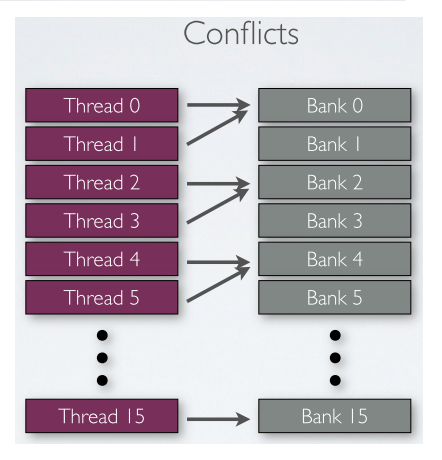 Conflicts
Thread 0
Bank 0
Thread 1
Bank 1
Thread 2
Bank 2
Thread 3
Bank 3
Thread 4
Bank 4
Thread 5
Bank 5
Thread 15
Bank 15